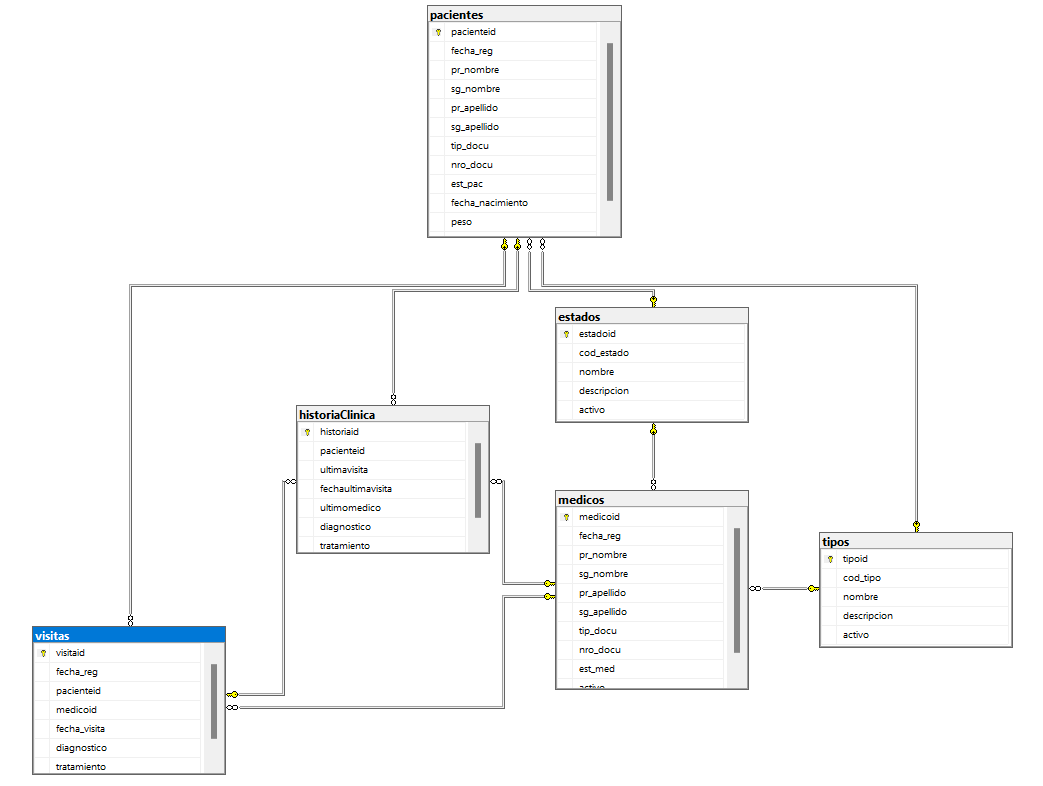 pacientes
pacienteid
fecha_reg
pr_nombre
sg_nombre
pr_apellido
sg_apellido
tip_docu
nro_docu
est_pac
fecha_nacimiento
peso
estados
estadoid
cod_estado
nombre
descripcion
activo
historiaClinica
historiaid
pacienteid
ultimavisita
fechaultimavisita
ultimomedico
diagnostico
tratamiento
medicos
medicoid
fecha_reg
pr_nombre
sg_nombre
pr_apellido
sg_apellido
tip_docu
nro_docu
est_med
activo
tipos
tipoid
cod_tipo
nombre
descripcion
activo
visitas
visitaid
fecha_reg
pacienteid
medicoid
fecha_visita
diagnostico
tratamiento